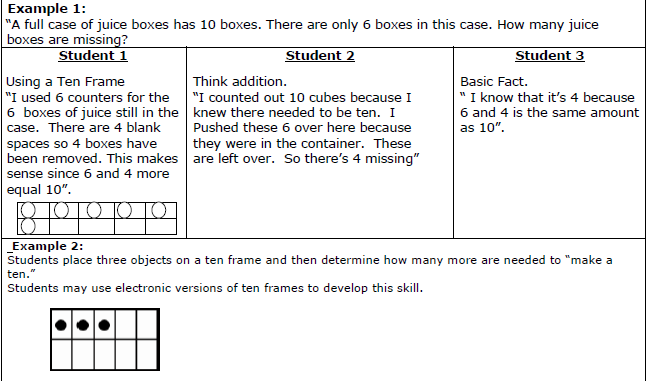 Example 1:
“A full case of juice boxes has 10 boxes. There are only 6 boxes in this case. How many juice
boxes are missing?
Student 1
Using a Ten Frame
“I used 6 counters for the
6  boxes of juice still in the
case.  There are 4 blank
spaces so 4 boxes have
been removed. This makes
sense since 6 and 4 more
equal 10”.
Student 2
Think addition.
“I counted out 10 cubes because I
knew there needed to be ten.  I
Pushed these 6 over here because
they were in the container.  These
are left over.  So there’s 4 missing”
Student 3
Basic Fact.
“ I know that it’s 4 because
6 and 4 is the same amount
as 10”.
Example 2:
Students place three objects on a ten frame and then determine how many more are needed to “make a
ten.”
Students may use electronic versions of ten frames to develop this skill.